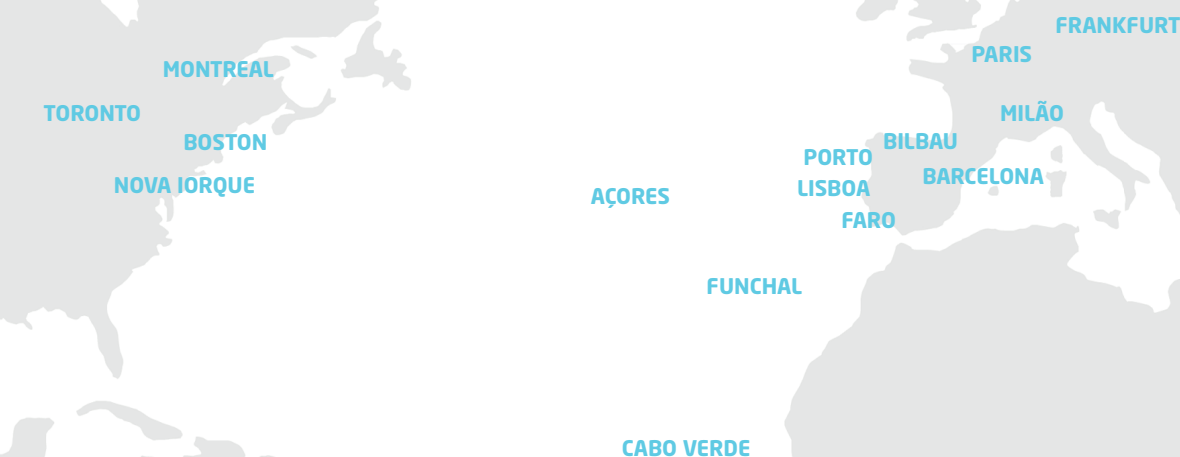 FRANKFURT
PARIS
MONTREAL
TORONTO
MILÃO
BOSTON
BILBAU
PORTO
BARCELONA
NOVA IORQUE
LISBOA
AÇORES
FARO
FUNCHAL
CABO VERDE